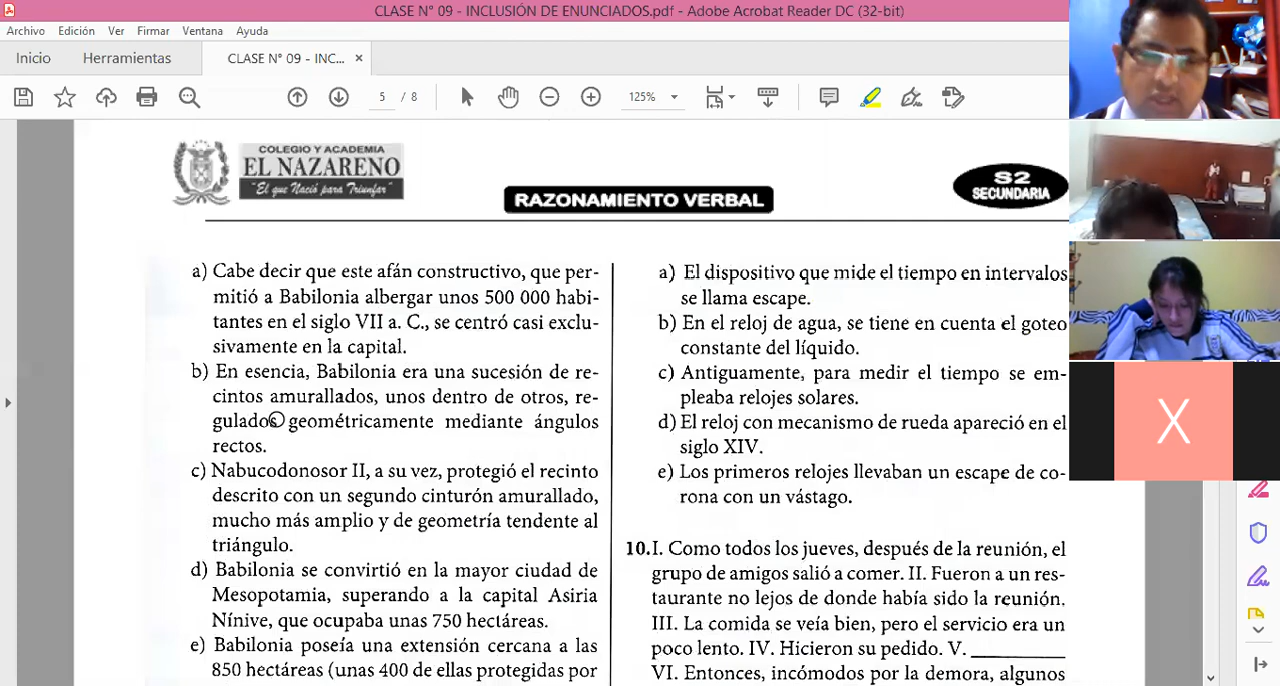 CLASE N° 09 - INCLUSIÓN DE ENUNCIADOS.pdf - Adobe Acrobat Reader DC (32-bit)
Archivo Edición Ver Firmar Ventana Ayuda
Inicio Herramientas CLASE N° 09 - INC... ×
5 / 8 125%
COLEGIO Y ACADEMIA
EL NAZARENO
"El que Nació para Triunfar"
RAZONAMIENTO VERBAL
S2
SECUNDARIA
a) Cabe decir que este afán constructivo, que per-
mitió a Babilonia albergar unos 500 000 habi-
tantes en el siglo VII a. C., se centró casi exclu-
sivamente en la capital.
b) En esencia, Babilonia era una sucesión de re-
cintos amurallados, unos dentro de otros, re-
gulados geométricamente mediante ángulos
rectos.
c) Nabucodonosor II, a su vez, protegió el recinto
descrito con un segundo cinturón amurallado,
mucho más amplio y de geometría tendente al
triángulo.
d) Babilonia se convirtió en la mayor ciudad de
Mesopotamia, superando a la capital Asiria
Nínive, que ocupaba unas 750 hectáreas.
e) Babilonia poseía una extensión cercana a las
850 hectáreas (unas 400 de ellas protegidas por
a) El dispositivo que mide el tiempo en intervalos
se llama escape.
b) En el reloj de agua, se tiene en cuenta el goteo
constante del líquido.
c) Antiguamente, para medir el tiempo se em-
pleaba relojes solares.
d) El reloj con mecanismo de rueda apareció en el
siglo XIV.
e) Los primeros relojes llevaban un escape de co-
rona con un vástago.
10.I. Como todos los jueves, después de la reunión, el
grupo de amigos salió a comer. II. Fueron a un res-
taurante no lejos de donde había sido la reunión.
III. La comida se veía bien, pero el servicio era un
poco lento. IV. Hicieron su pedido. V. __________
VI. Entonces, incómodos por la demora, algunos
X